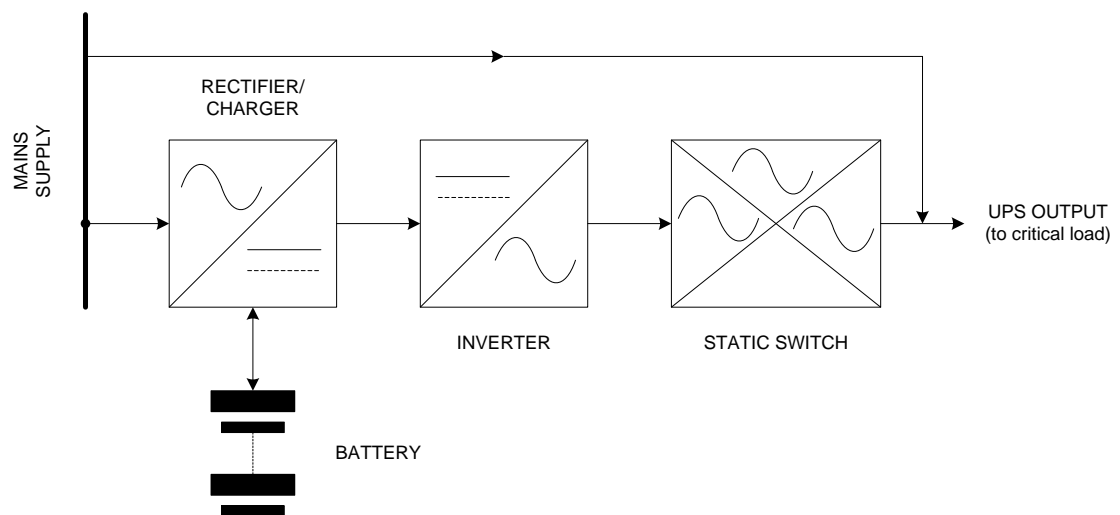 RECTIFIER/
CHARGER
MAINS
SUPPLY
UPS OUTPUT
(to critical load)
INVERTER
STATIC SWITCH
BATTERY